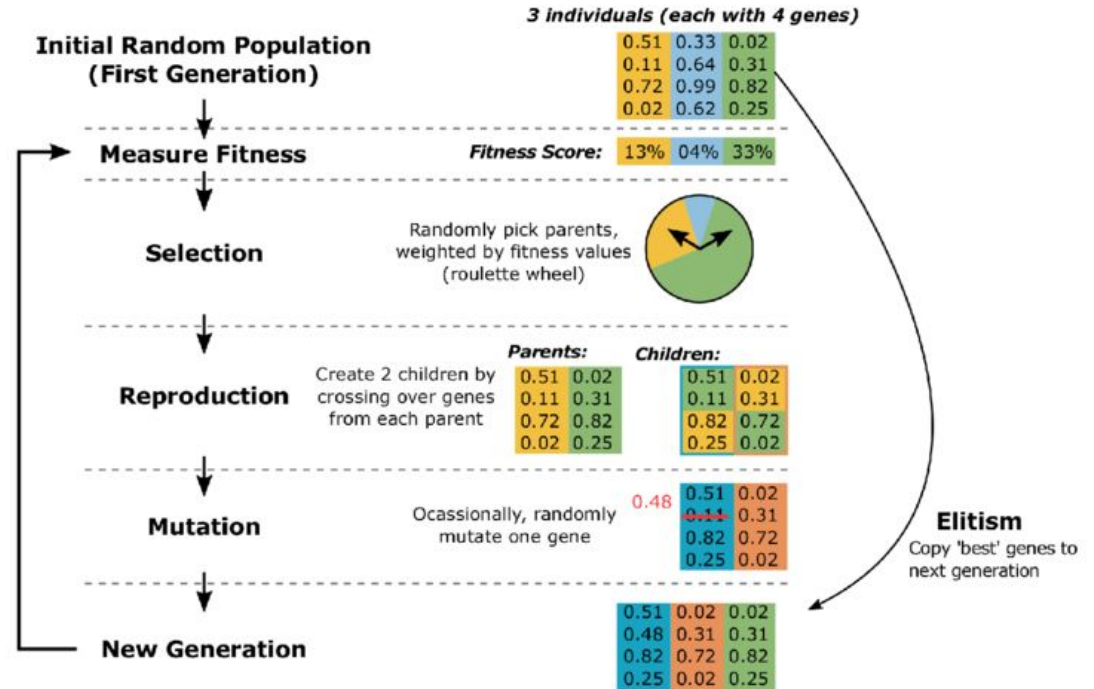 3 individuals (each with 4 genes)
Initial Random Population
(First Generation)
0.51 0.33 0.02
0.11 0.64 0.31
0.72 0.99 0.82
0.02 0.62 0.25
Measure Fitness
Fitness Score: 13% 04% 33%
Selection
Randomly pick parents,
weighted by fitness values
(roulette wheel)
Reproduction
Create 2 children by
crossing over genes
from each parent
Parents:
0.51 0.02
0.11 0.31
0.72 0.82
0.02 0.25
Children:
0.51 0.02
0.11 0.31
0.82 0.72
0.25 0.02
Mutation
Ocassionally, randomly
mutate one gene
0.48
0.51 0.02
0.11 0.31
0.82 0.72
0.25 0.02
Elitism
Copy 'best' genes to
next generation
New Generation
0.51 0.02 0.02
0.48 0.31 0.31
0.82 0.72 0.82
0.25 0.02 0.25